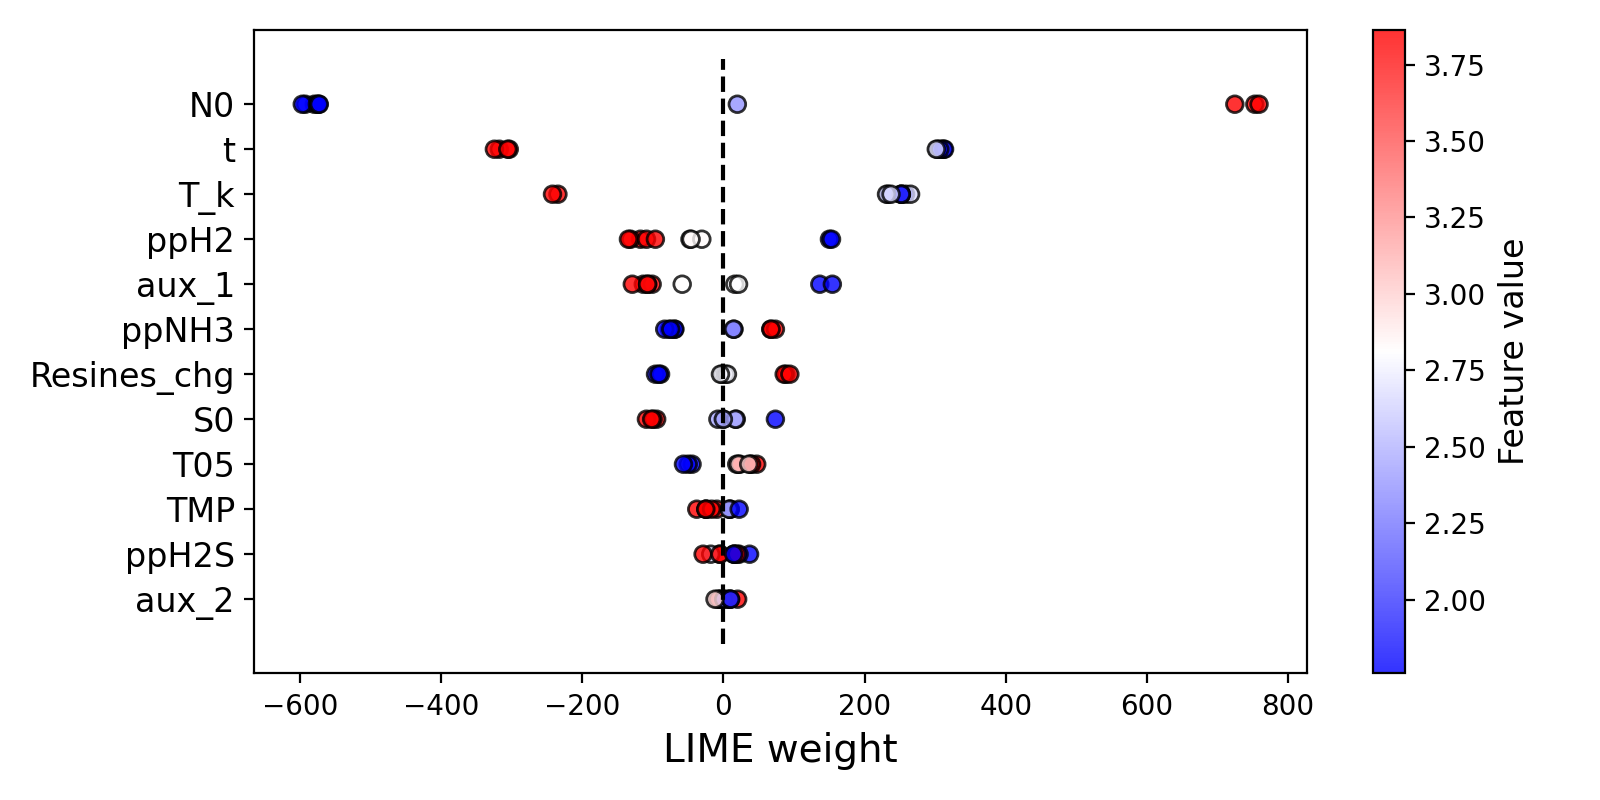 N0
t
T_k
ppH2
aux_1
ppNH3
Resines_chg
S0
T05
TMP
ppH2S
aux_2
−600 −400 −200 0 200 400 600 800
LIME weight
3.75
3.50
3.25
3.00
2.75
2.50
2.25
2.00
Feature value